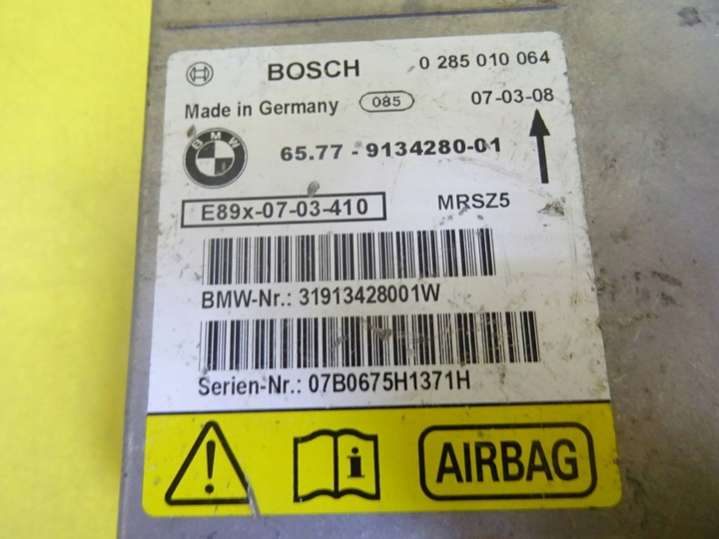 BOSCH 0 285 010 064
Made in Germany 085 07-03-08
BMW 65.77 - 9134280-01
E89x-07-03-410 MRSZ5
BMW-Nr.: 31913428001W
Serien-Nr.: 07B0675H1371H
! i AIRBAG